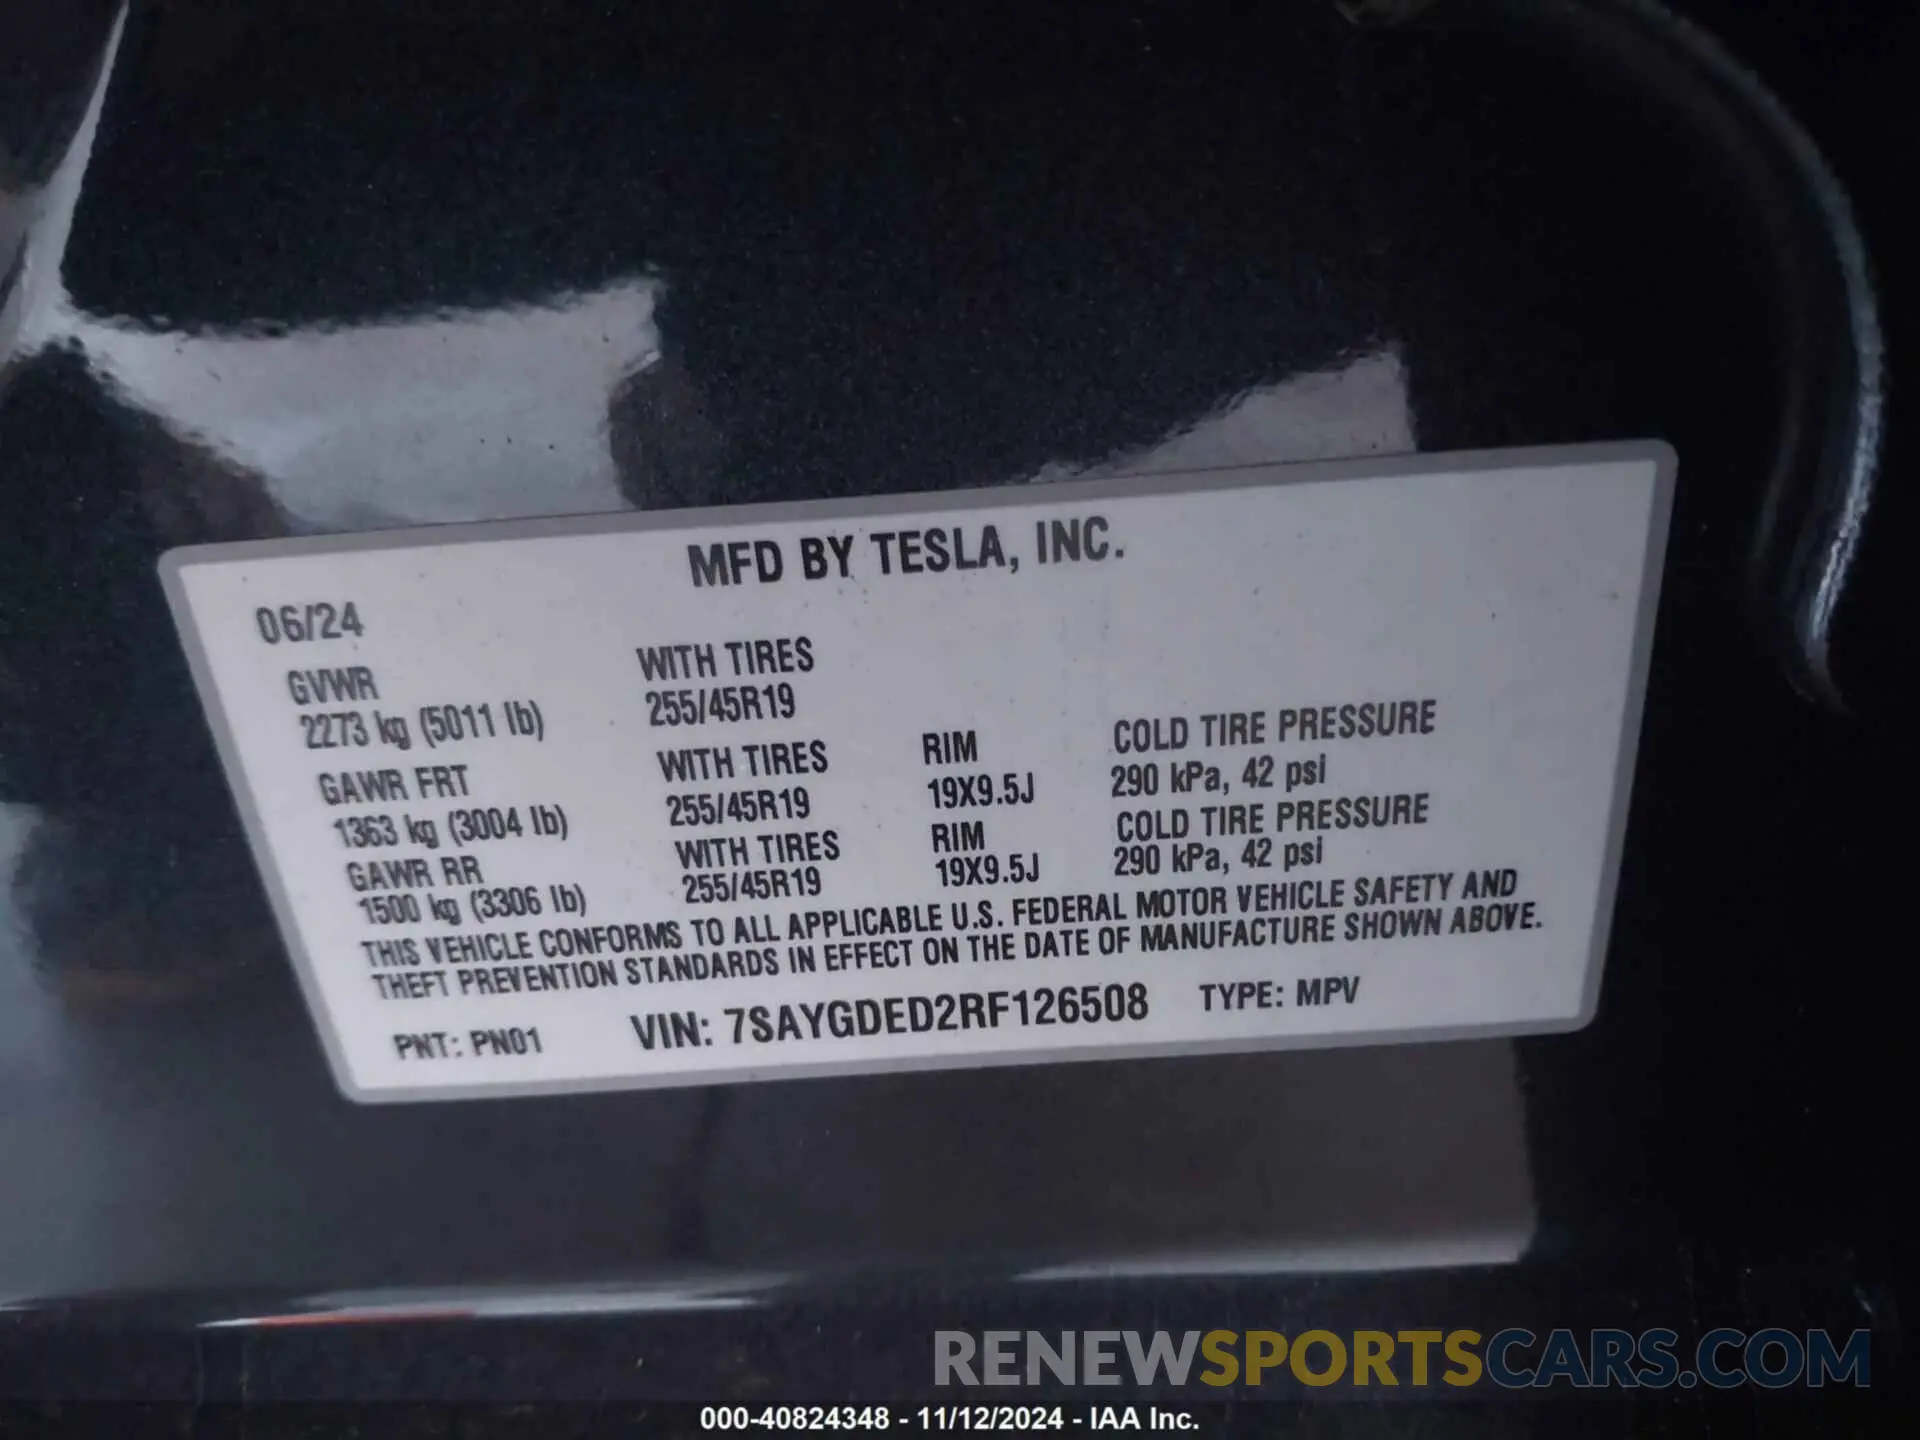 MFD BY TESLA, INC.
06/24
GVWR
2273 kg (5011 lb)
WITH TIRES
255/45R19
GAWR FRT
1363 kg (3004 lb)
WITH TIRES
255/45R19
RIM
19X9.5J
COLD TIRE PRESSURE
290 kPa, 42 psi
GAWR RR
1500 kg (3306 lb)
WITH TIRES
255/45R19
RIM
19X9.5J
COLD TIRE PRESSURE
290 kPa, 42 psi
THIS VEHICLE CONFORMS TO ALL APPLICABLE U.S. FEDERAL MOTOR VEHICLE SAFETY AND
THEFT PREVENTION STANDARDS IN EFFECT ON THE DATE OF MANUFACTURE SHOWN ABOVE.
PNT: PN01 VIN: 7SAYGDED2RF126508 TYPE: MPV
RENEWSPORTSCARS.COM
000-40824348 - 11/12/2024 - IAA Inc.